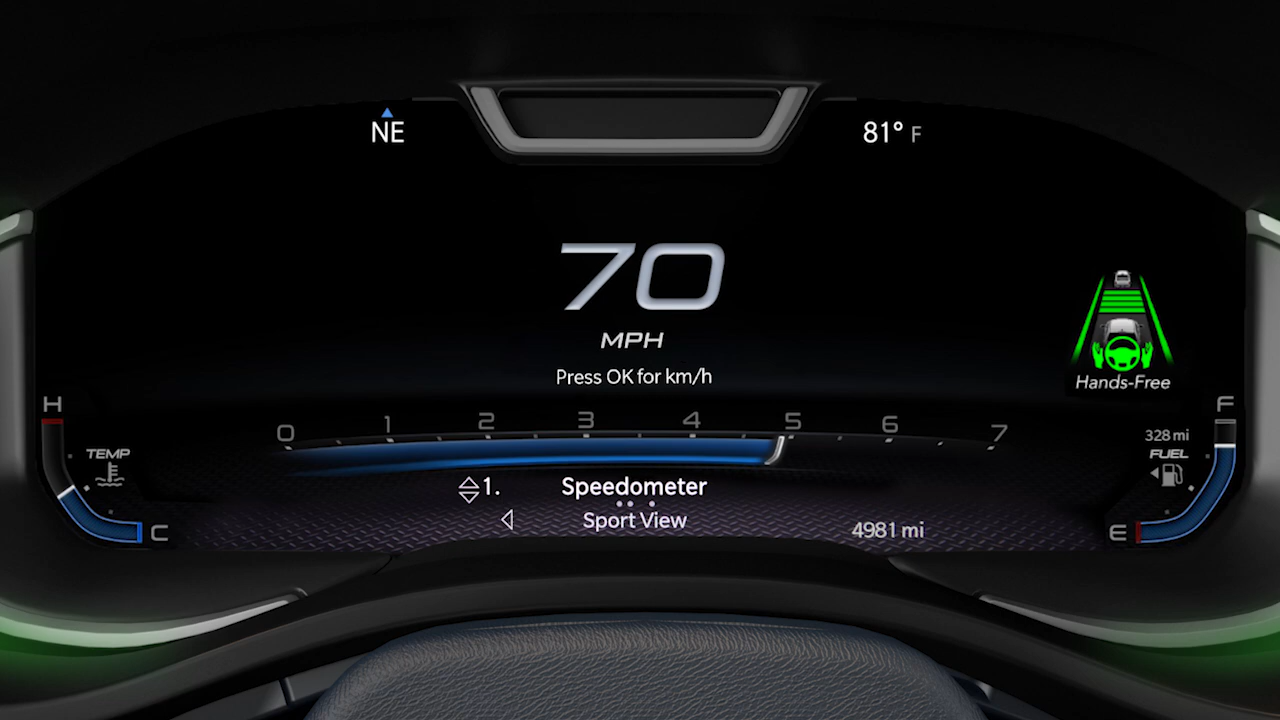 NE
81° F
70
MPH
Press OK for km/h
Hands-Free
H
F
0 1 2 3 4 5 6 7
328 mi
TEMP
FUEL
1. Speedometer
Sport View
4981 mi
C
E